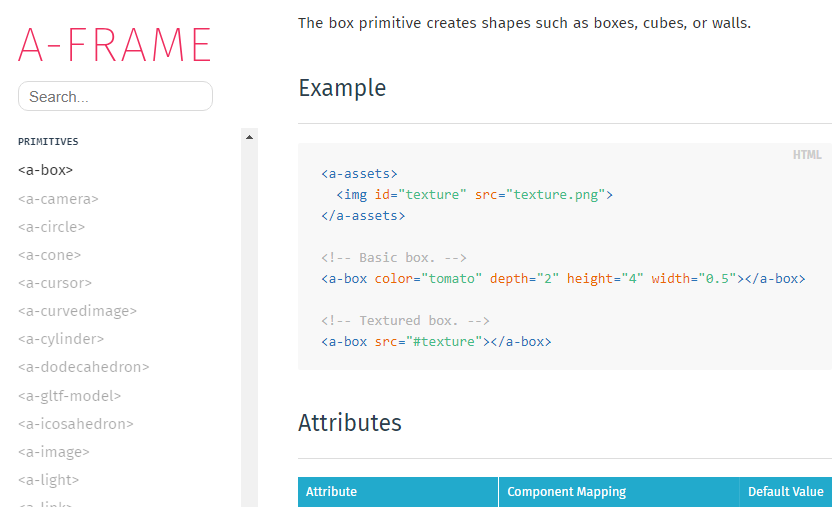 A-FRAME
Search...
PRIMITIVES
<a-box>
<a-camera>
<a-circle>
<a-cone>
<a-cursor>
<a-curvedimage>
<a-cylinder>
<a-dodecahedron>
<a-gltf-model>
<a-icosahedron>
<a-image>
<a-light>
<a-link>
The box primitive creates shapes such as boxes, cubes, or walls.
Example
HTML
<a-assets>
  <img id="texture" src="texture.png">
</a-assets>
<!-- Basic box. -->
<a-box color="tomato" depth="2" height="4" width="0.5"></a-box>
<!-- Textured box. -->
<a-box src="#texture"></a-box>
Attributes
Attribute Component Mapping Default Value